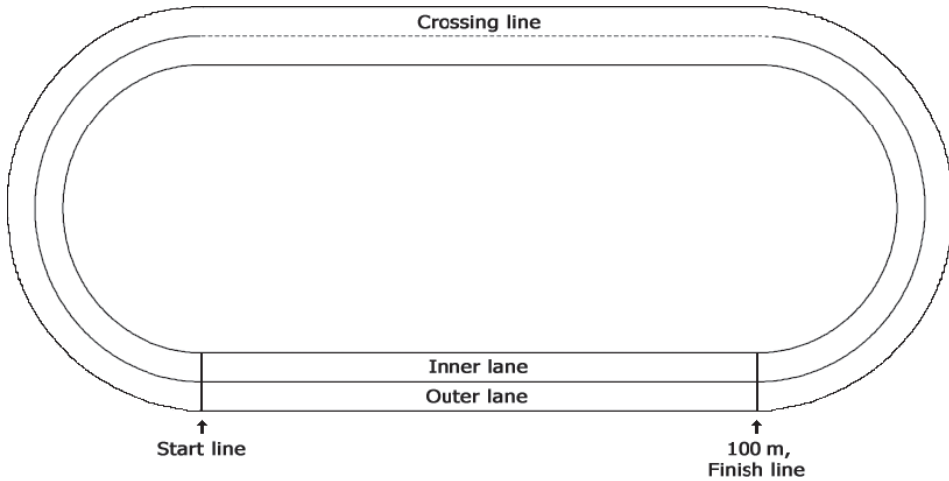 Crossing line
Inner lane
Outer lane
Start line
100 m,
Finish line